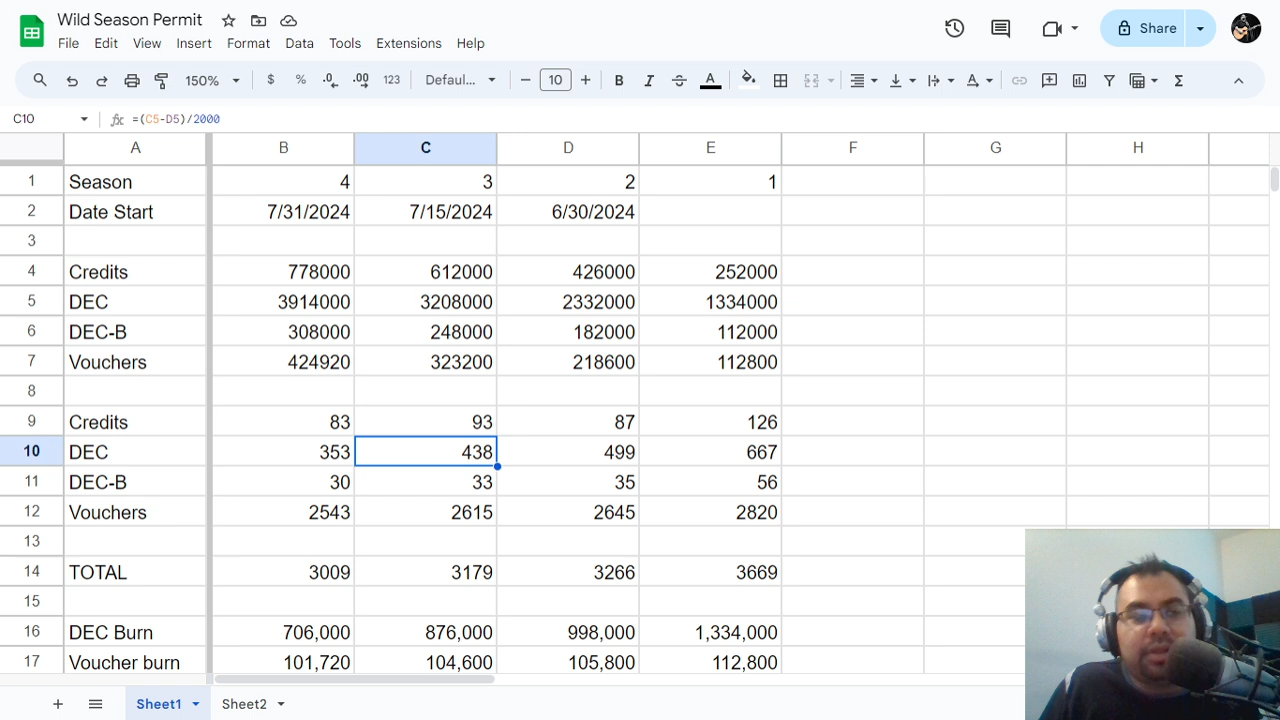 Wild Season Permit
File Edit View Insert Format Data Tools Extensions Help
Share
150% $ % .0 .00 123 Defaul... 10 B I A
C10 =(C5-D5)/2000
A B C D E F G H
1 Season 4 3 2 1
2 Date Start 7/31/2024 7/15/2024 6/30/2024
3
4 Credits 778000 612000 426000 252000
5 DEC 3914000 3208000 2332000 1334000
6 DEC-B 308000 248000 182000 112000
7 Vouchers 424920 323200 218600 112800
8
9 Credits 83 93 87 126
10 DEC 353 438 499 667
11 DEC-B 30 33 35 56
12 Vouchers 2543 2615 2645 2820
13
14 TOTAL 3009 3179 3266 3669
15
16 DEC Burn 706,000 876,000 998,000 1,334,000
17 Voucher burn 101,720 104,600 105,800 112,800
Sheet1 Sheet2